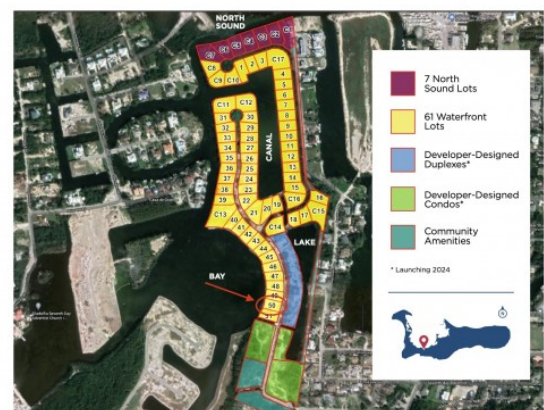 NORTH
SOUND
C8
1
2
3
C17
C9
C10
4
5
6
7
8
9
10
11
12
13
14
15
C11
C12
31
30
32
29
33
28
34
27
35
26
36
25
37
24
38
23
39
22
C13
40
21
20
19
C16
16
41
18
17
C15
42
C14
43
44
45
46
47
48
49
50
CANAL
LAKE
BAY
7 North
Sound Lots
61 Waterfront
Lots
Developer-Designed
Duplexes*
Developer-Designed
Condos*
Community
Amenities
* Launching 2024